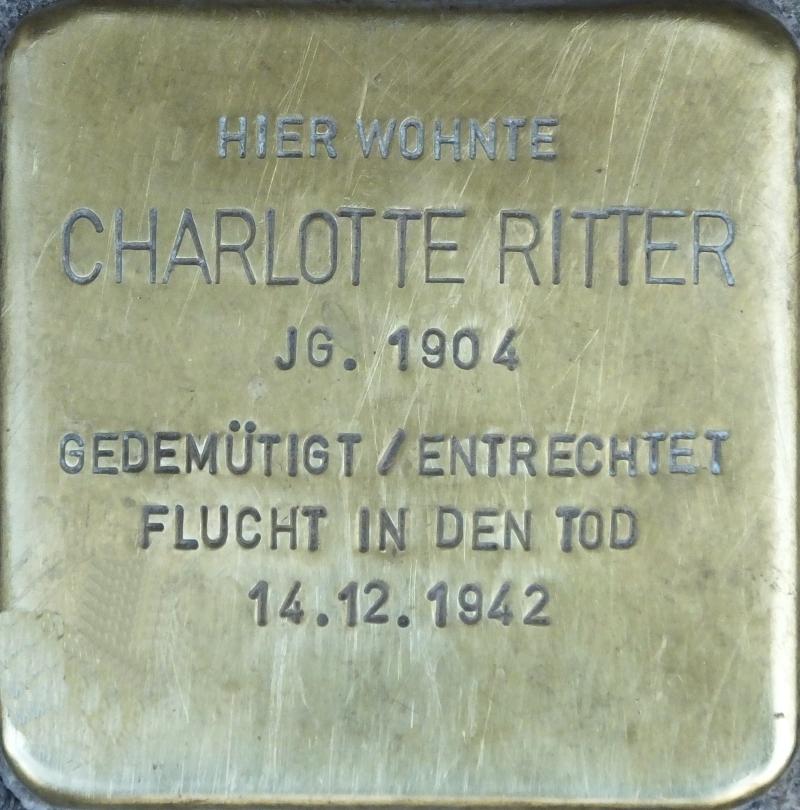 HIER WOHNTE
CHARLOTTE RITTER
JG. 1904
GEDEMÜTIGT / ENTRECHTET
FLUCHT IN DEN TOD
14.12.1942